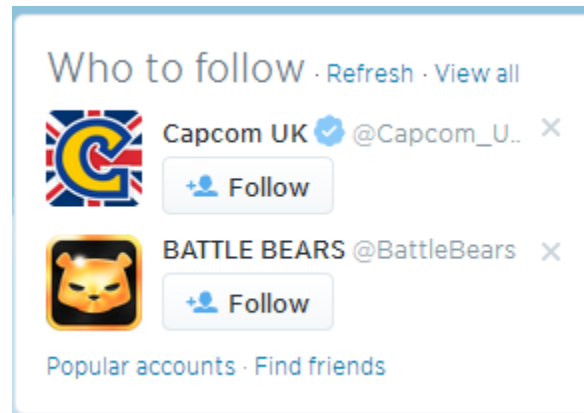 Who to follow · Refresh · View all
Capcom UK @Capcom_U..
Follow
BATTLE BEARS @BattleBears
Follow
Popular accounts · Find friends